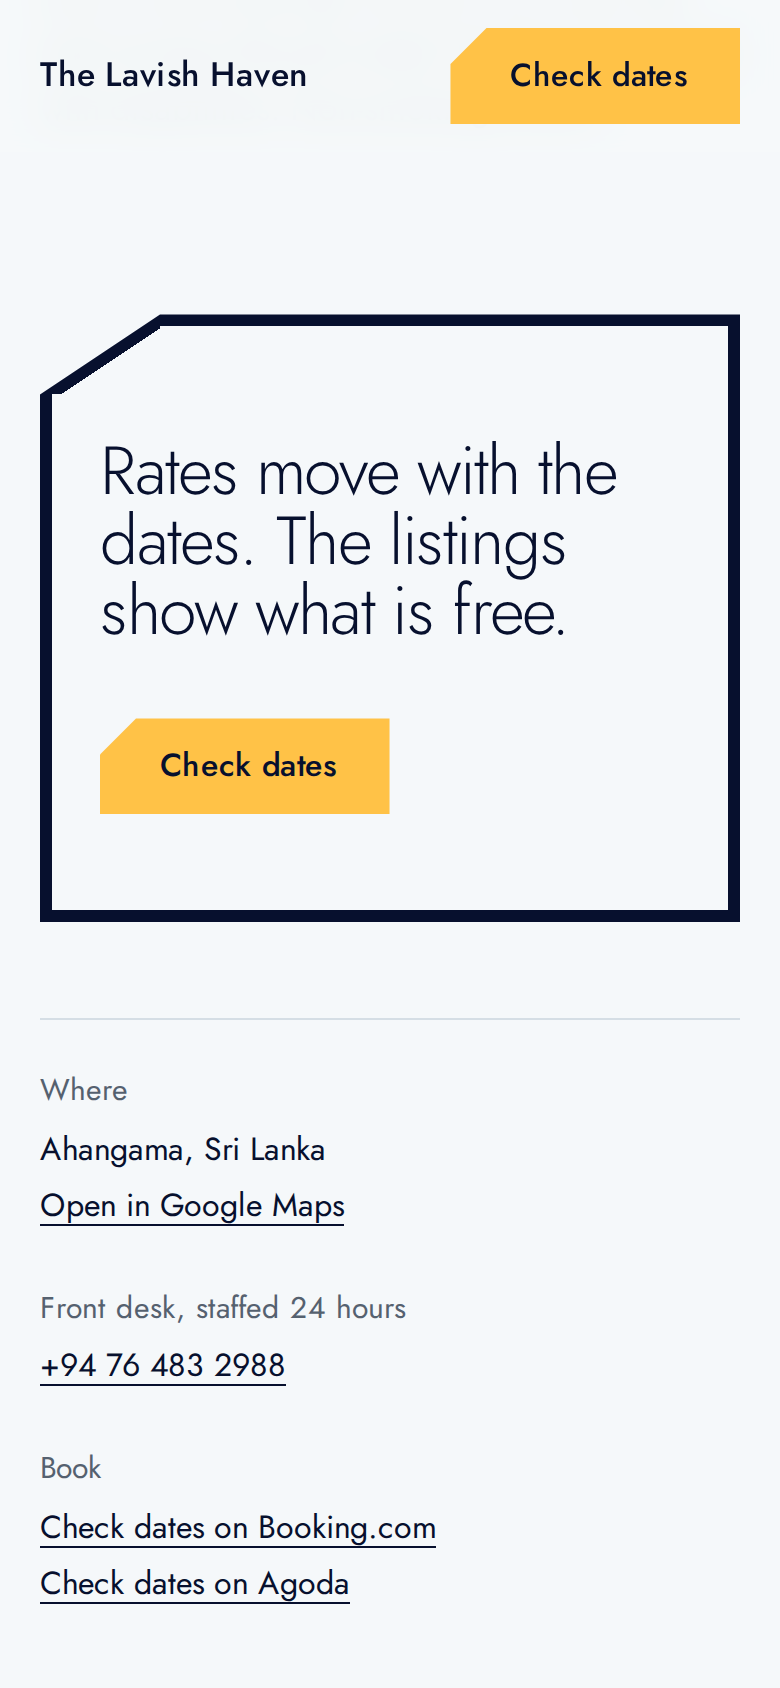 The Lavish Haven
Check dates
Rates move with the
dates. The listings
show what is free.
Check dates
Where
Ahangama, Sri Lanka
Open in Google Maps
Front desk, staffed 24 hours
+94 76 483 2988
Book
Check dates on Booking.com
Check dates on Agoda